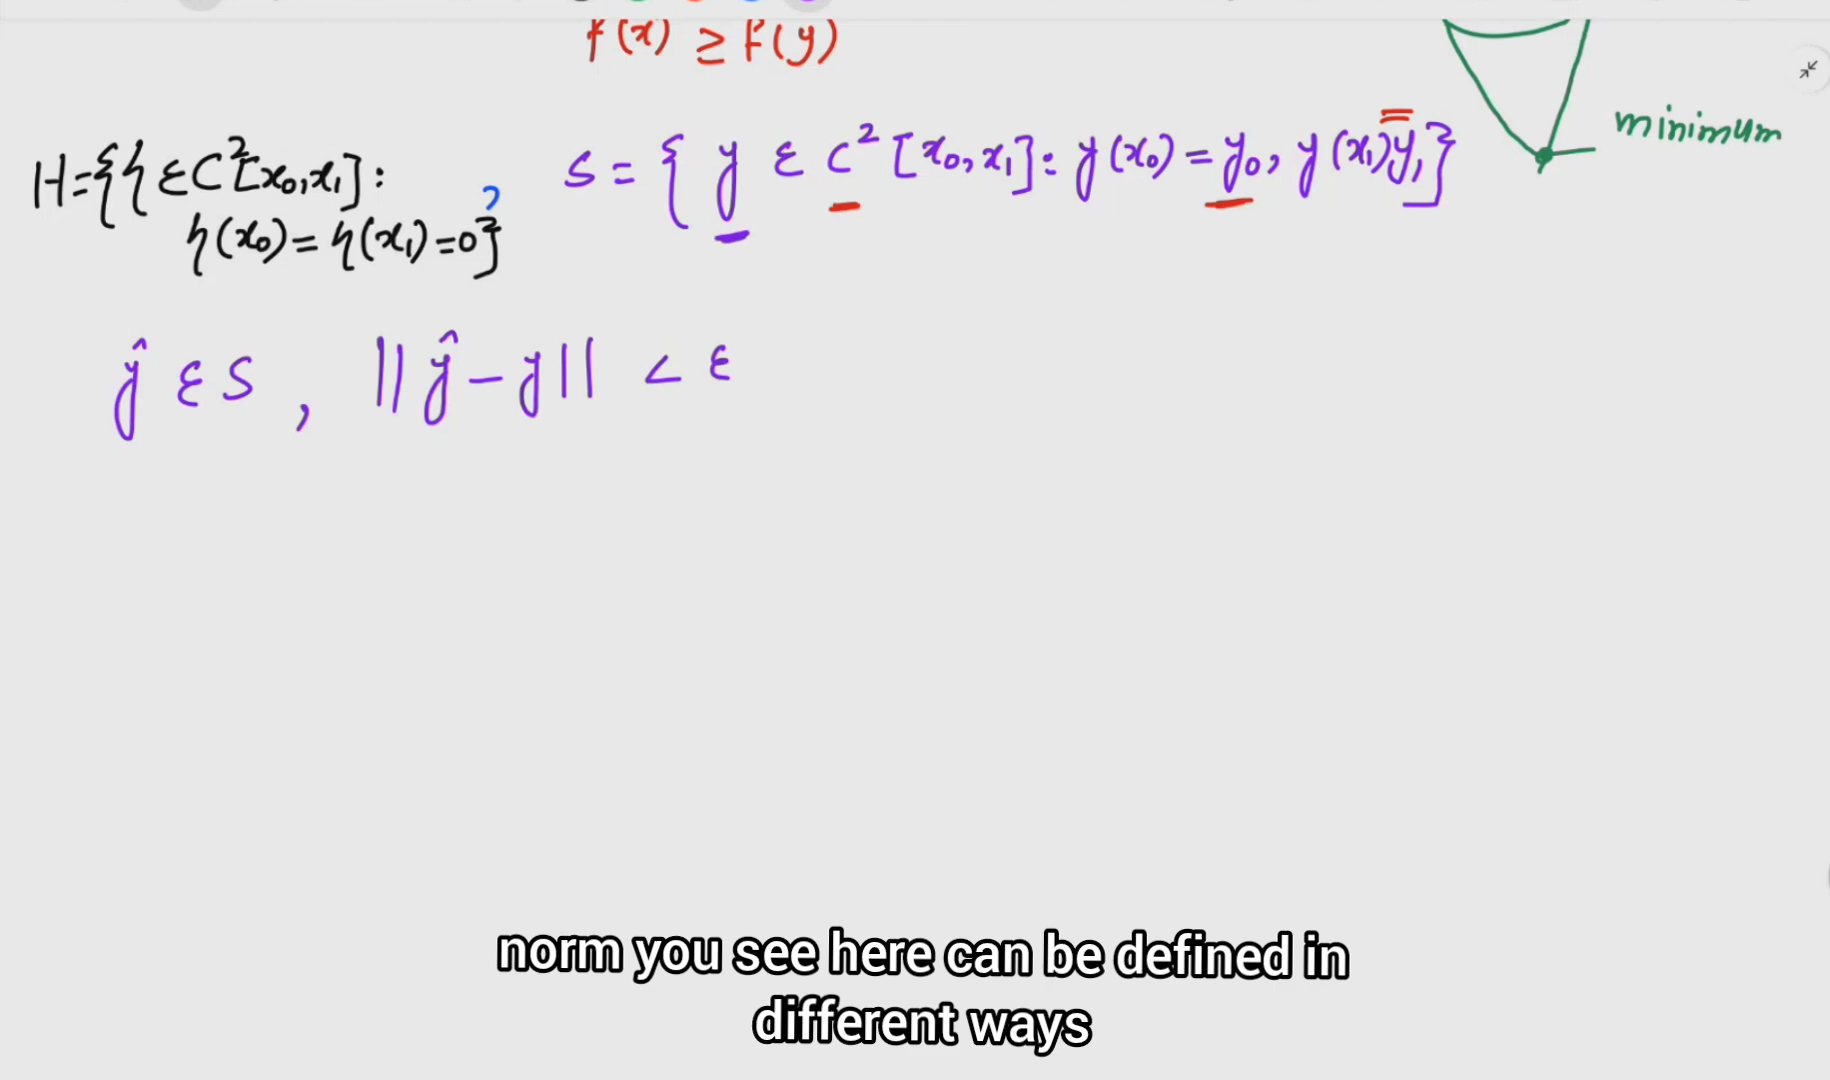 f(x) ≥ f(y)
minimum
H={η ε C²[x₀,x₁]:
η(x₀)=η(x₁)=0},
S = { y ε C² [x₀,x₁]: y(x₀) = y₀, y(x₁)y₁}
ŷ ε S , ||ŷ-y|| < ε
norm you see here can be defined in
different ways